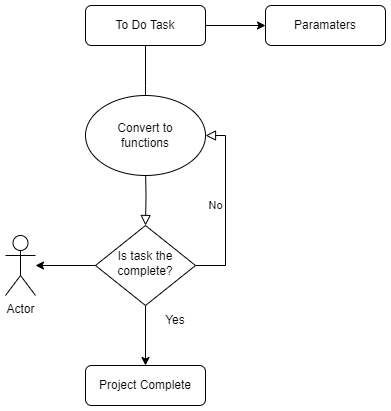 To Do Task
Paramaters
Convert to
functions
No
Is task the
complete?
Actor
Yes
Project Complete